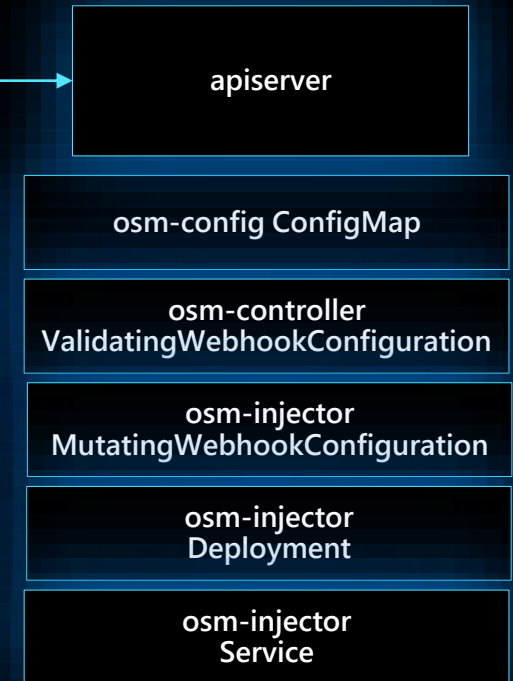 apiserver
osm-config ConfigMap
osm-controller
ValidatingWebhookConfiguration
osm-injector
MutatingWebhookConfiguration
osm-injector
Deployment
osm-injector
Service